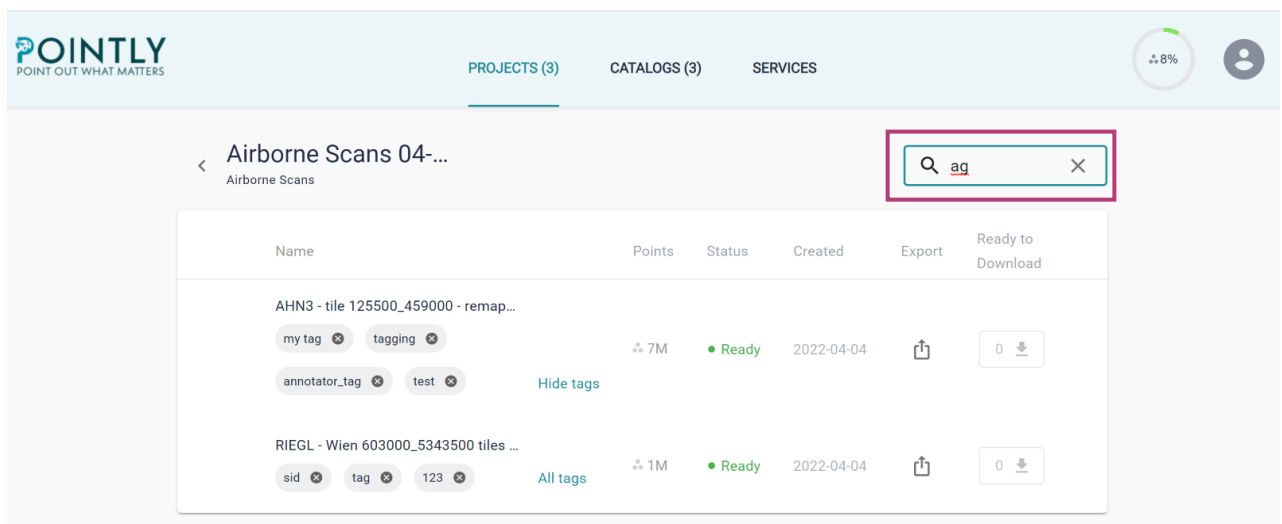 POINTLY
POINT OUT WHAT MATTERS
PROJECTS (3) CATALOGS (3) SERVICES
8%
Airborne Scans 04-...
Airborne Scans
ag
Name Points Status Created Export Ready to Download
AHN3 - tile 125500_459000 - remap...
my tag tagging
7M Ready 2022-04-04 0
annotator_tag test Hide tags
RIEGL - Wien 603000_5343500 tiles ...
1M Ready 2022-04-04 0
sid tag 123 All tags